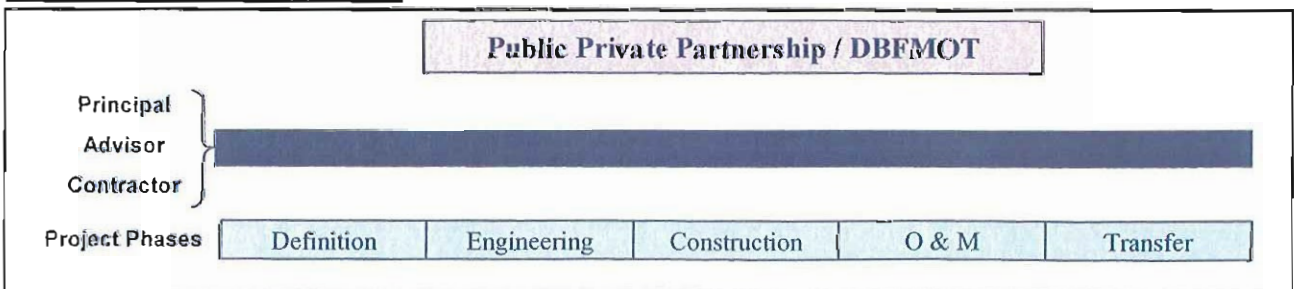 Public Private Partnership / DBFMOT
Principal
Advisor
Contractor
Project Phases Definition Engineering Construction O & M Transfer